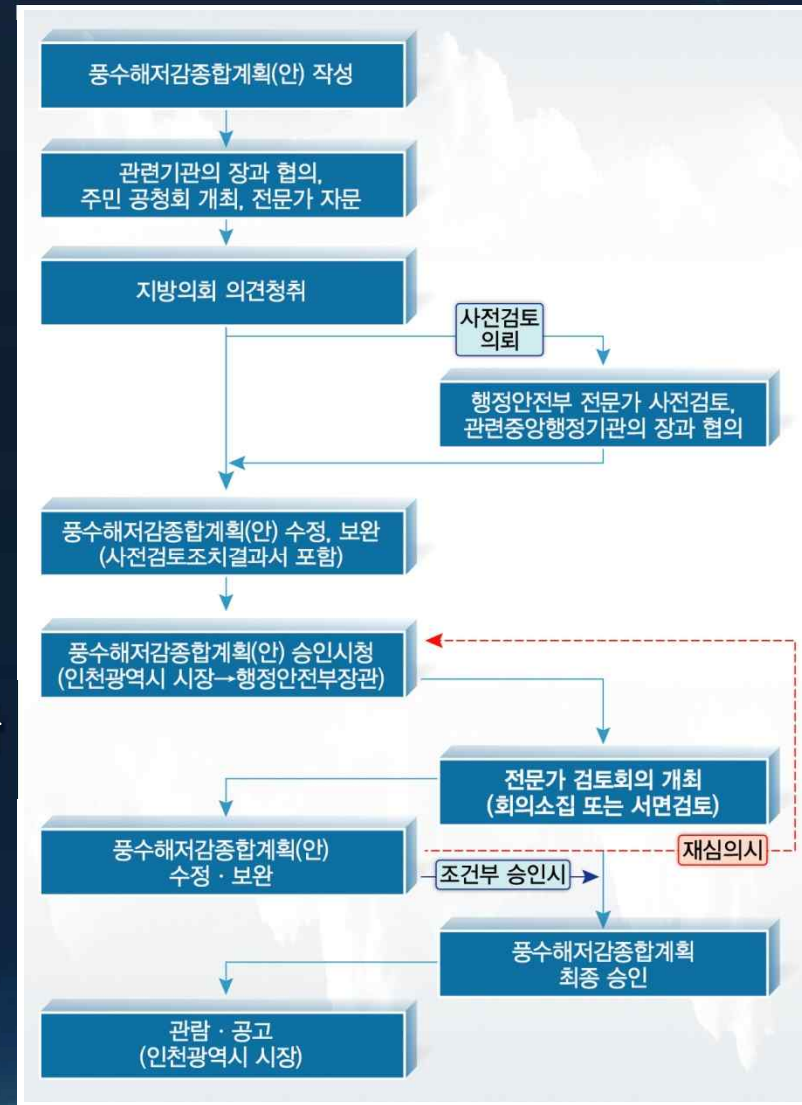 풍수해저감종합계획(안) 작성
관련기관의 장과 협의,
주민 공청회 개최, 전문가 자문
지방의회 의견청취
사전검토
의뢰
행정안전부 전문가 사전검토,
관련중앙행정기관의 장과 협의
풍수해저감종합계획(안) 수정, 보완
(사전검토조치결과서 포함)
풍수해저감종합계획(안) 승인시청
(인천광역시 시장→행정안전부장관)
전문가 검토회의 개최
(회의소집 또는 서면검토)
풍수해저감종합계획(안)
수정 · 보완
재심의시
조건부 승인시
풍수해저감종합계획
최종 승인
관람 · 공고
(인천광역시 시장)